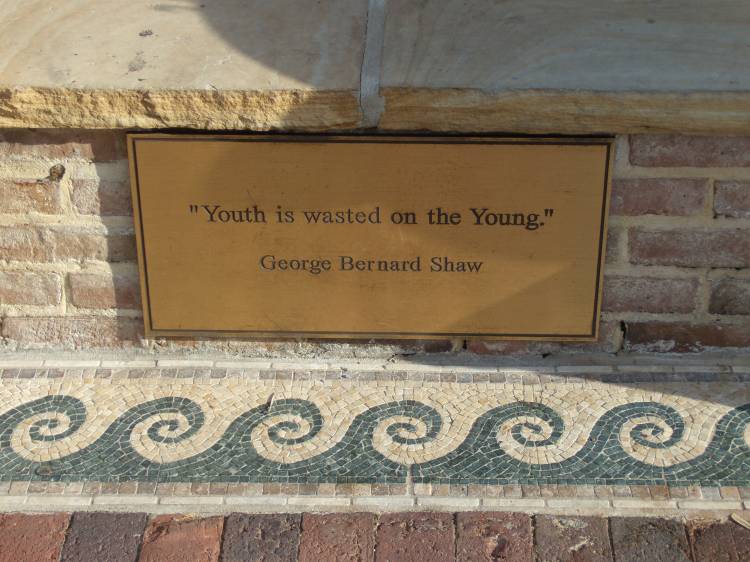 "Youth is wasted on the Young."
George Bernard Shaw